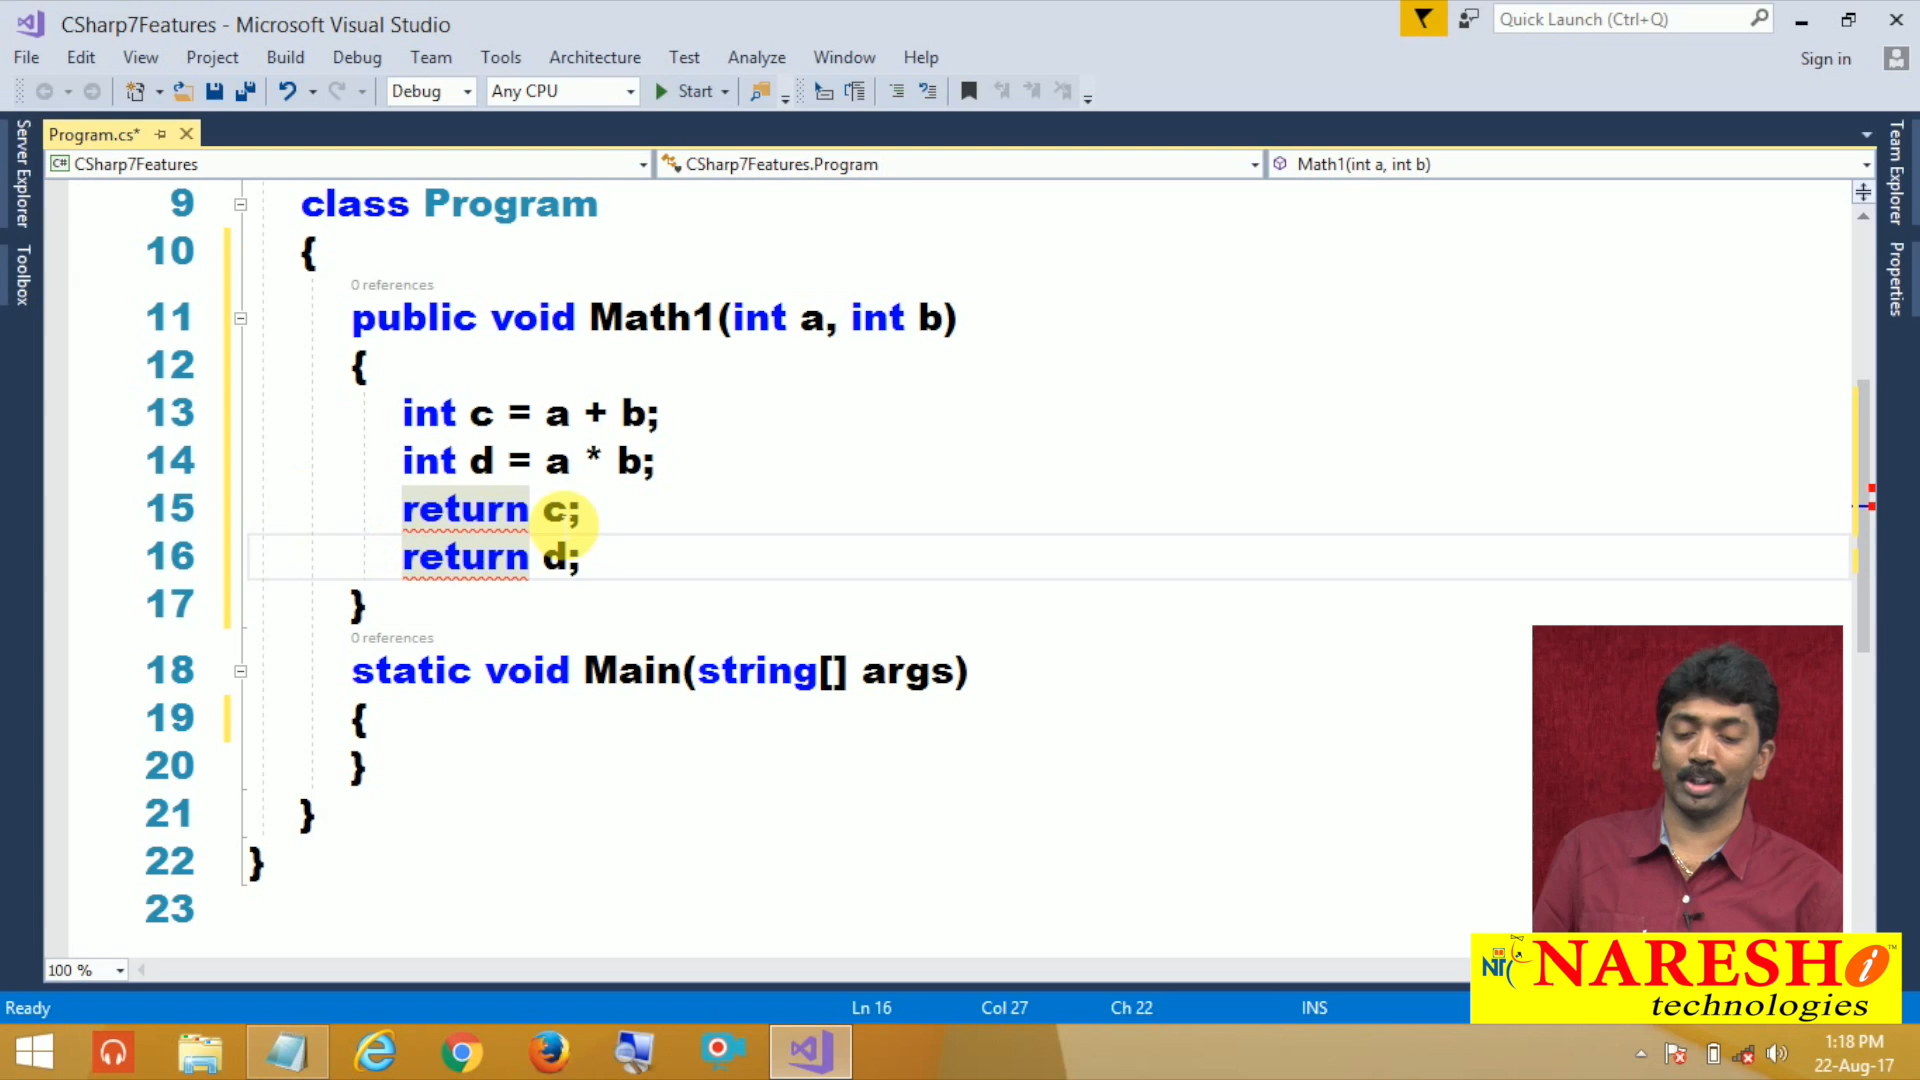 CSharp7Features - Microsoft Visual Studio
Quick Launch (Ctrl+Q)
File Edit View Project Build Debug Team Tools Architecture Test Analyze Window Help
Sign in
Debug Any CPU Start
Program.cs*
C# CSharp7Features CSharp7Features.Program Math1(int a, int b)
Server Explorer
Toolbox
Team Explorer
Properties
9 class Program
10 {
0 references
11 public void Math1(int a, int b)
12 {
13 int c = a + b;
14 int d = a * b;
15 return c;
16 return d;
17 }
0 references
18 static void Main(string[] args)
19 {
20 }
21 }
22 }
23
100 %
NARESH i ™
technologies
Ready Ln 16 Col 27 Ch 22 INS
1:18 PM
22-Aug-17